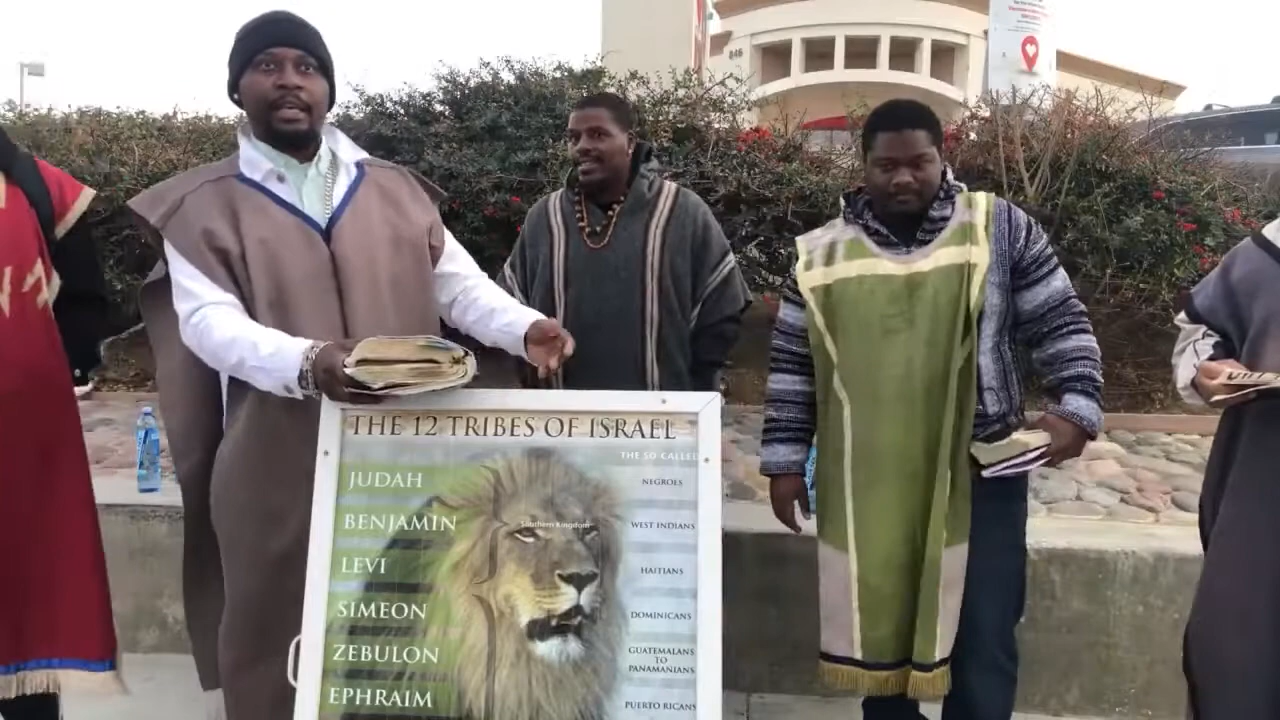 846
THE 12 TRIBES OF ISRAEL
THE SO CALLED
JUDAH
NEGROES
Southern Kingdom
BENJAMIN
WEST INDIANS
LEVI
HAITIANS
SIMEON
DOMINICANS
ZEBULON
GUATEMALANS
TO
PANAMANIANS
EPHRAIM
PUERTO RICANS